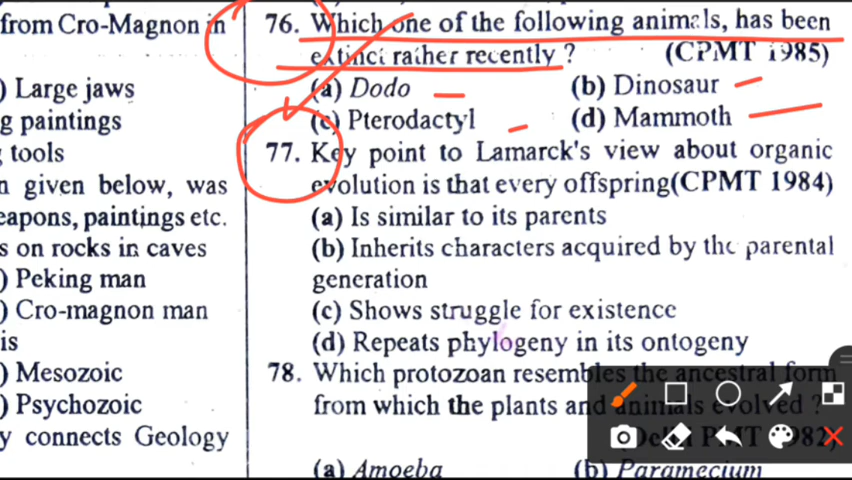 from Cro-Magnon in
) Large jaws
g paintings
g tools
n given below, was
eapons, paintings etc.
s on rocks in caves
) Peking man
) Cro-magnon man
is
) Mesozoic
) Psychozoic
y connects Geology
76. Which one of the following animals, has been
extinct rather recently ? (CPMT 1985)
(a) Dodo (b) Dinosaur
(c) Pterodactyl (d) Mammoth
77. Key point to Lamarck's view about organic
evolution is that every offspring(CPMT 1984)
(a) Is similar to its parents
(b) Inherits characters acquired by the parental
generation
(c) Shows struggle for existence
(d) Repeats phylogeny in its ontogeny
78. Which protozoan resembles the ancestral form
from which the plants and animals evolved ?
(Delhi PMT 1982)
(a) Amoeba (b) Paramecium